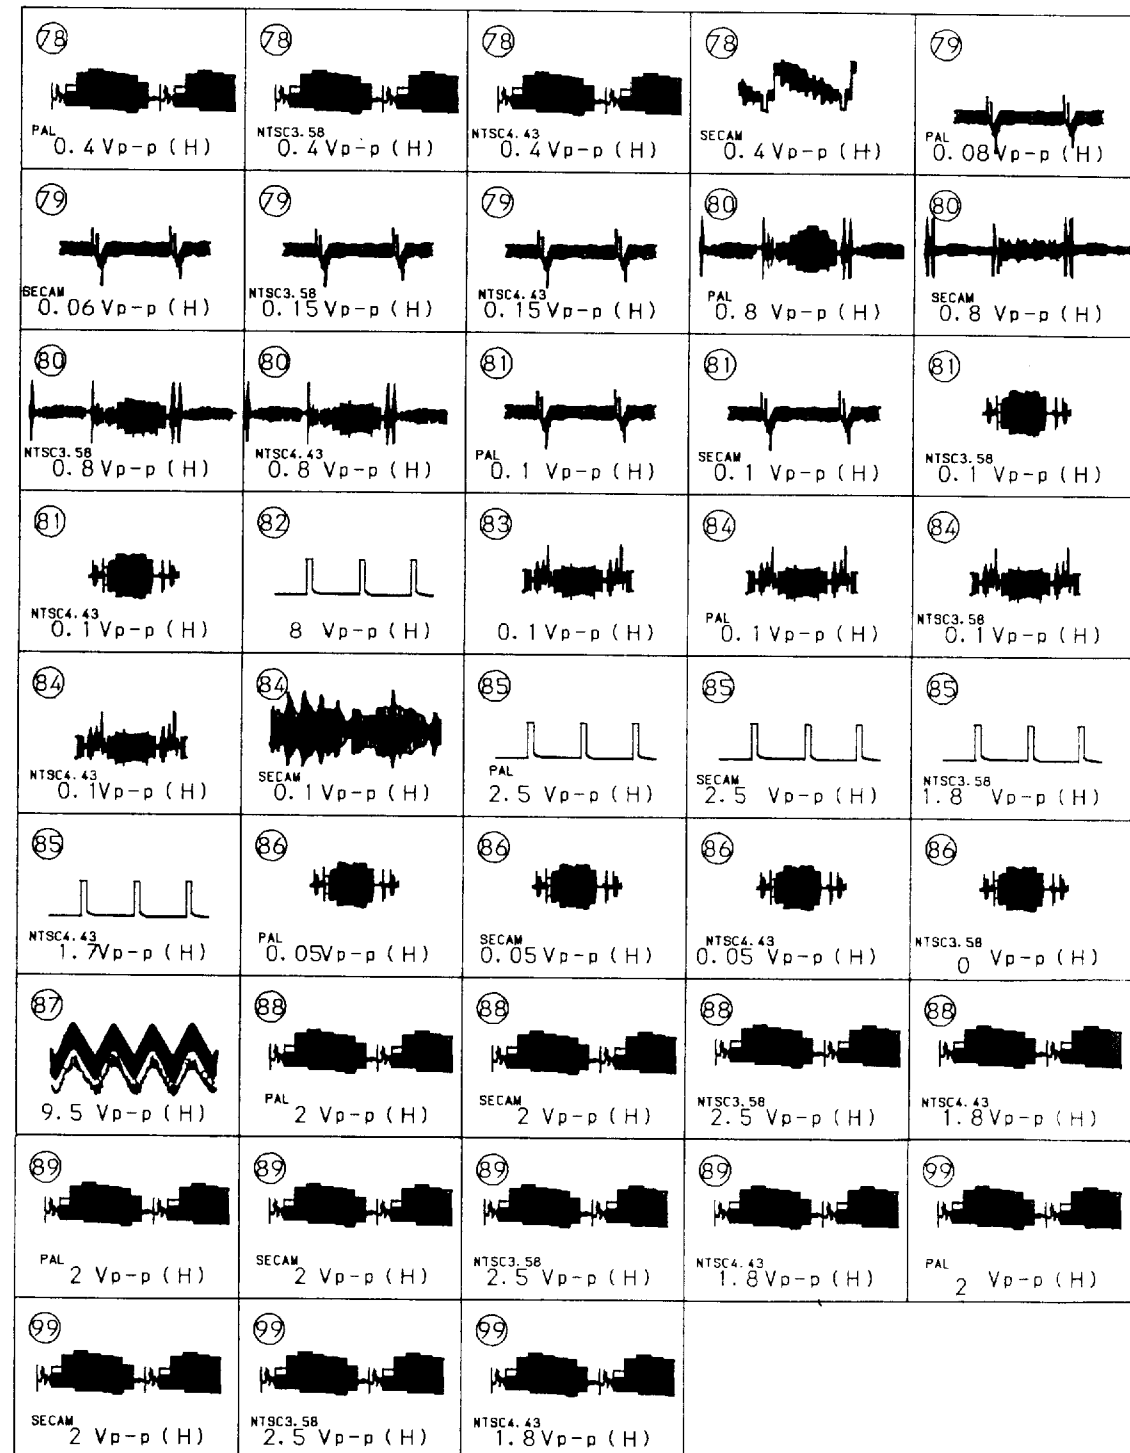 78
PAL
0.4 Vp-p (H)
78
NTSC3.58
0.4 Vp-p (H)
78
NTSC4.43
0.4 Vp-p (H)
78
SECAM
0.4 Vp-p (H)
79
PAL
0.08 Vp-p (H)
79
SECAM
0.06 Vp-p (H)
79
NTSC3.58
0.15 Vp-p (H)
79
NTSC4.43
0.15 Vp-p (H)
80
PAL
0.8 Vp-p (H)
80
SECAM
0.8 Vp-p (H)
80
NTSC3.58
0.8 Vp-p (H)
80
NTSC4.43
0.8 Vp-p (H)
81
PAL
0.1 Vp-p (H)
81
SECAM
0.1 Vp-p (H)
81
NTSC3.58
0.1 Vp-p (H)
81
NTSC4.43
0.1 Vp-p (H)
82
8 Vp-p (H)
83
0.1 Vp-p (H)
84
PAL
0.1 Vp-p (H)
84
NTSC3.58
0.1 Vp-p (H)
84
NTSC4.43
0.1 Vp-p (H)
84
SECAM
0.1 Vp-p (H)
85
PAL
2.5 Vp-p (H)
85
SECAM
2.5 Vp-p (H)
85
NTSC3.58
1.8 Vp-p (H)
85
NTSC4.43
1.7 Vp-p (H)
86
PAL
0.05 Vp-p (H)
86
SECAM
0.05 Vp-p (H)
86
NTSC4.43
0.05 Vp-p (H)
86
NTSC3.58
0 Vp-p (H)
87
9.5 Vp-p (H)
88
PAL
2 Vp-p (H)
88
SECAM
2 Vp-p (H)
88
NTSC3.58
2.5 Vp-p (H)
88
NTSC4.43
1.8 Vp-p (H)
89
PAL
2 Vp-p (H)
89
SECAM
2 Vp-p (H)
89
NTSC3.58
2.5 Vp-p (H)
89
NTSC4.43
1.8 Vp-p (H)
99
PAL
2 Vp-p (H)
99
SECAM
2 Vp-p (H)
99
NTSC3.58
2.5 Vp-p (H)
99
NTSC4.43
1.8 Vp-p (H)